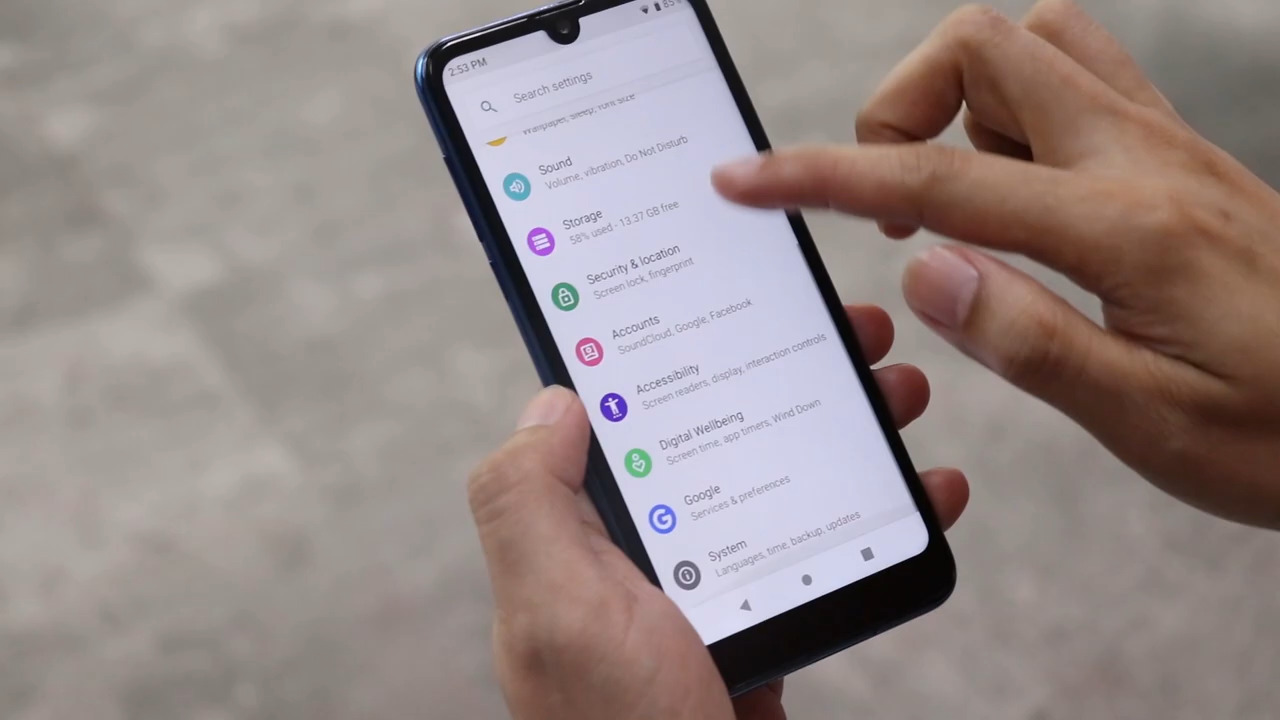 2:53 PM
85%
Search settings
Wallpaper, sleep, font size
Sound
Volume, vibration, Do Not Disturb
Storage
58% used - 13.37 GB free
Security & location
Screen lock, fingerprint
Accounts
SoundCloud, Google, Facebook
Accessibility
Screen readers, display, interaction controls
Digital Wellbeing
Screen time, app timers, Wind Down
Google
Services & preferences
System
Languages, time, backup, updates